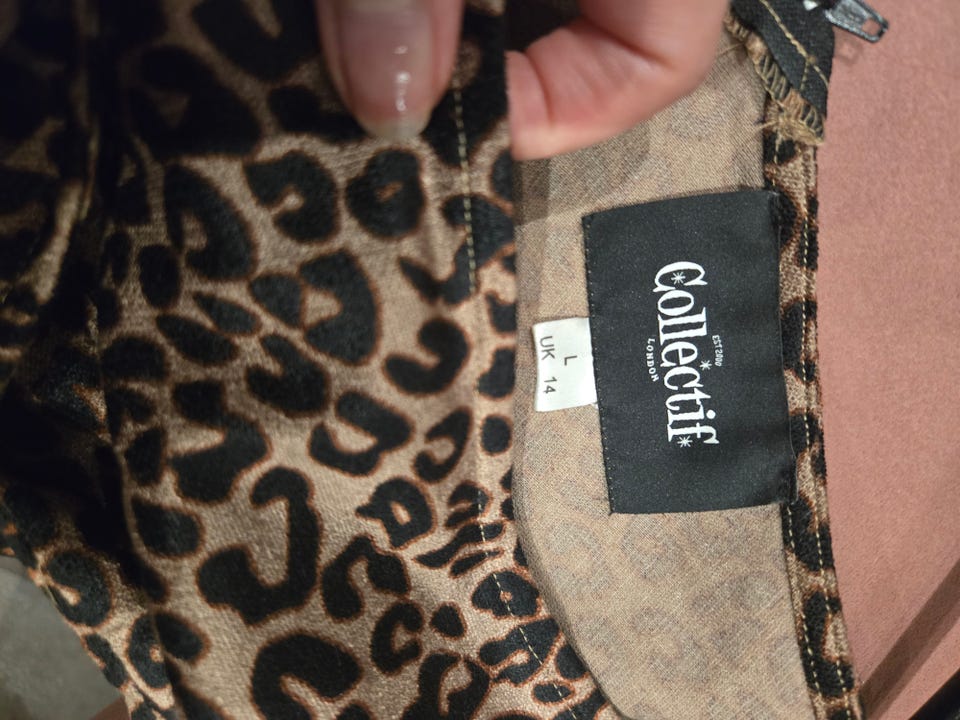 EST 2000
Collectif
LONDON
L
UK 14